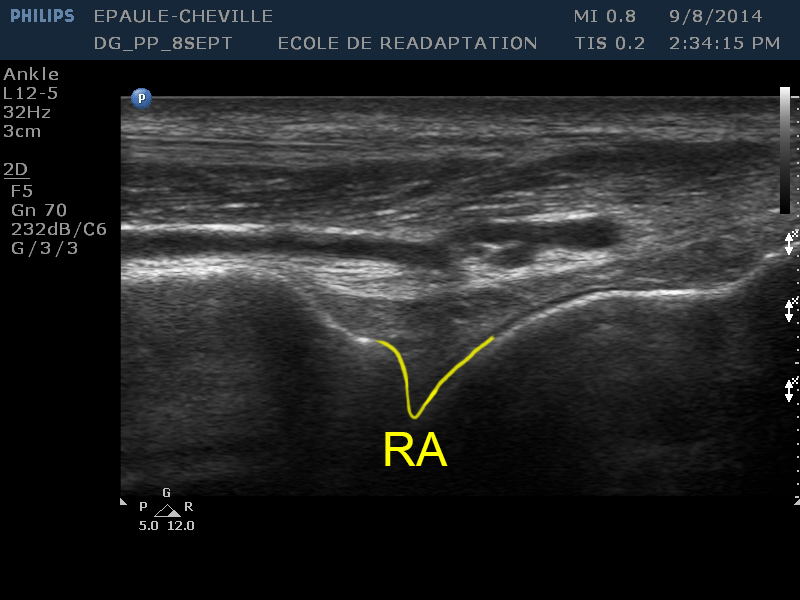 PHILIPS EPAULE-CHEVILLE MI 0.8 9/8/2014
DG_PP_8SEPT ECOLE DE READAPTATION TIS 0.2 2:34:15 PM
Ankle
L12-5
32Hz
3cm
2D
F5
Gn 70
232dB/C6
G/3/3
P
RA
G
P R
5.0 12.0